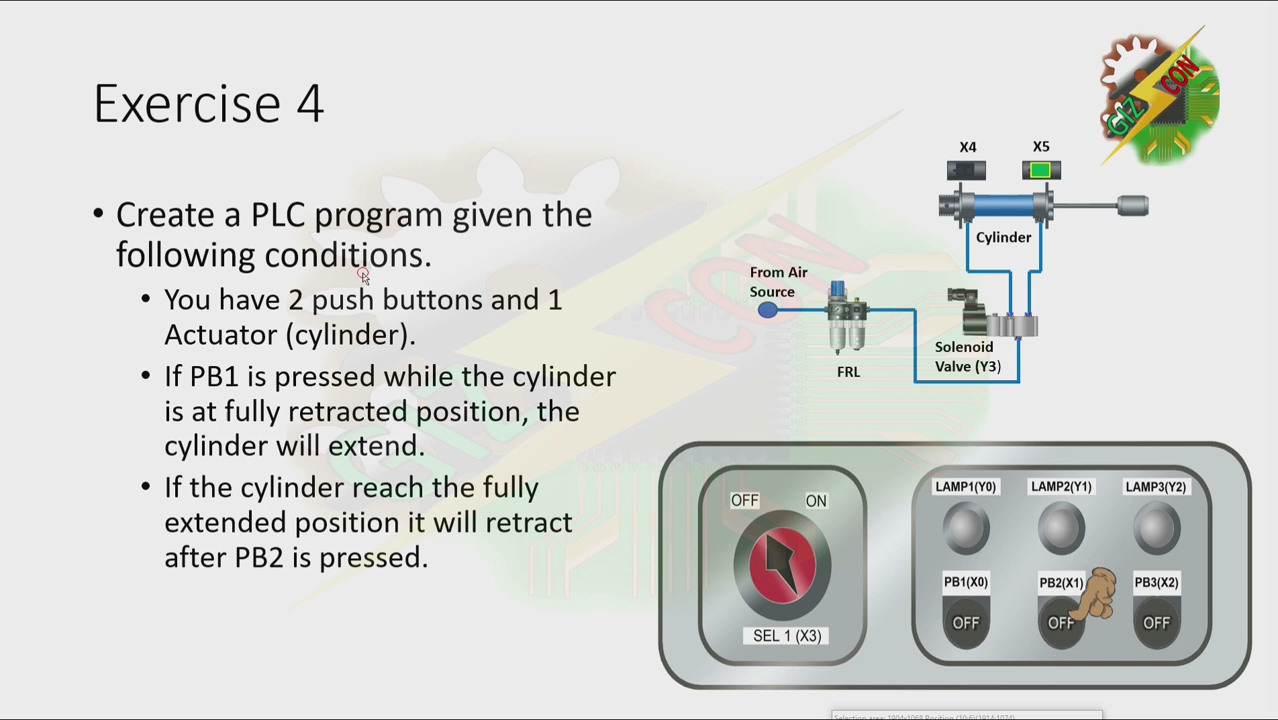 Exercise 4
GIZ
CON
• Create a PLC program given the
following conditions.
• You have 2 push buttons and 1
Actuator (cylinder).
• If PB1 is pressed while the cylinder
is at fully retracted position, the
cylinder will extend.
• If the cylinder reach the fully
extended position it will retract
after PB2 is pressed.
X4 X5
Cylinder
From Air
Source
FRL
Solenoid
Valve (Y3)
OFF ON
SEL 1 (X3)
LAMP1(Y0) LAMP2(Y1) LAMP3(Y2)
PB1(X0) PB2(X1) PB3(X2)
OFF OFF OFF